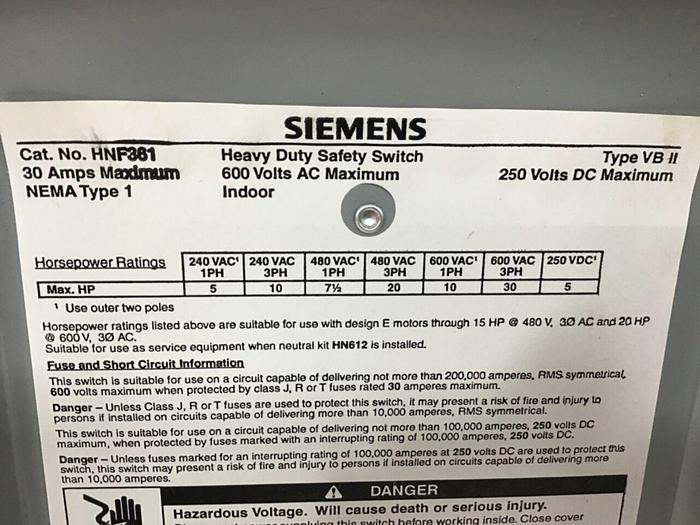 SIEMENS
Cat. No. HNF361 Heavy Duty Safety Switch Type VB II
30 Amps Maximum 600 Volts AC Maximum 250 Volts DC Maximum
NEMA Type 1 Indoor
Horsepower Ratings 240 VAC¹ 1PH 240 VAC 3PH 480 VAC¹ 1PH 480 VAC 3PH 600 VAC¹ 1PH 600 VAC 3PH 250 VDC¹
Max. HP 5 10 7½ 20 10 30 5
¹ Use outer two poles
Horsepower ratings listed above are suitable for use with design E motors through 15 HP @ 480 V, 3Ø AC and 20 HP
@ 600 V, 3Ø AC.
Suitable for use as service equipment when neutral kit HN612 is installed.
Fuse and Short Circuit Information
This switch is suitable for use on a circuit capable of delivering not more than 200,000 amperes, RMS symmetrical,
600 volts maximum when protected by class J, R or T fuses rated 30 amperes maximum.
Danger – Unless Class J, R or T fuses are used to protect this switch, it may present a risk of fire and injury to
persons if installed on circuits capable of delivering more than 10,000 amperes, RMS symmetrical.
This switch is suitable for use on a circuit capable of delivering not more than 100,000 amperes, 250 volts DC
maximum, when protected by fuses marked with an interrupting rating of 100,000 amperes, 250 volts DC.
Danger – Unless fuses marked for an interrupting rating of 100,000 amperes at 250 volts DC are used to protect this
switch, this switch may present a risk of fire and injury to persons if installed on circuits capable of delivering more
than 10,000 amperes.
DANGER
Hazardous Voltage. Will cause death or serious injury.
this switch before working inside. Close cover